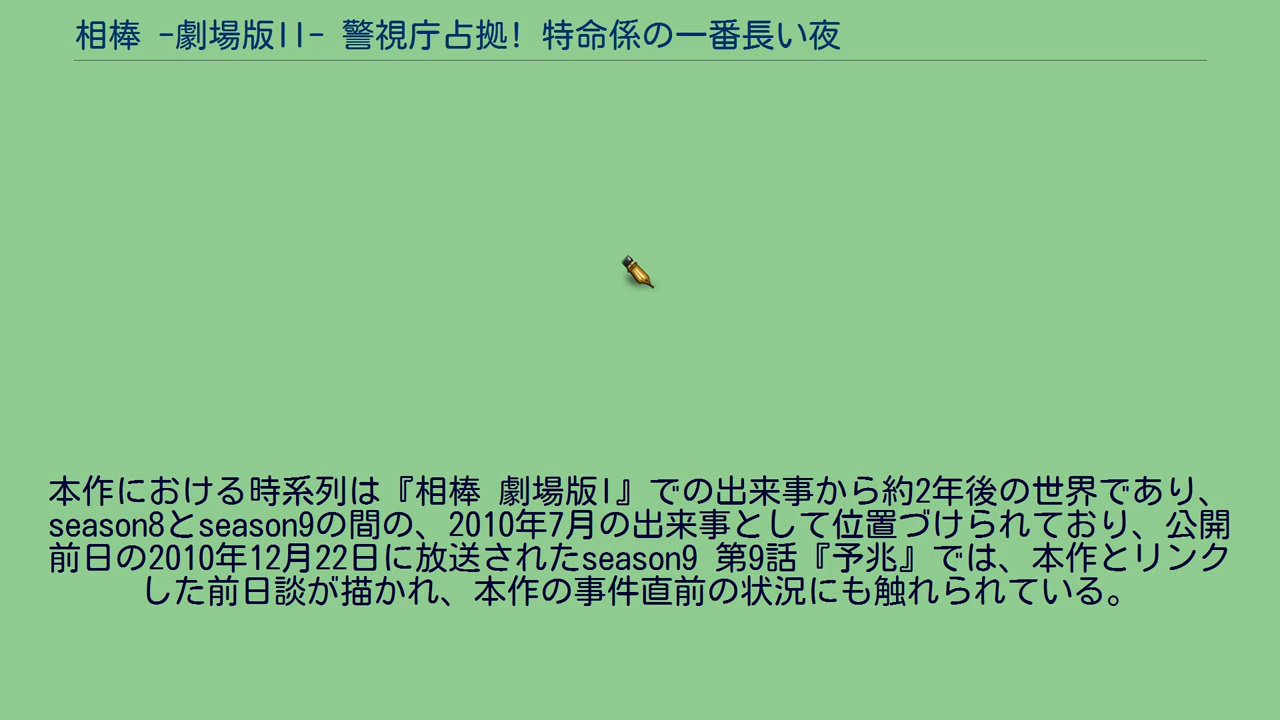 相棒 -劇場版II- 警視庁占拠! 特命係の一番長い夜
本作における時系列は『相棒 劇場版I』での出来事から約2年後の世界であり、
season8とseason9の間の、2010年7月の出来事として位置づけられており、公開
前日の2010年12月22日に放送されたseason9 第9話『予兆』では、本作とリンク
した前日談が描かれ、本作の事件直前の状況にも触れられている。